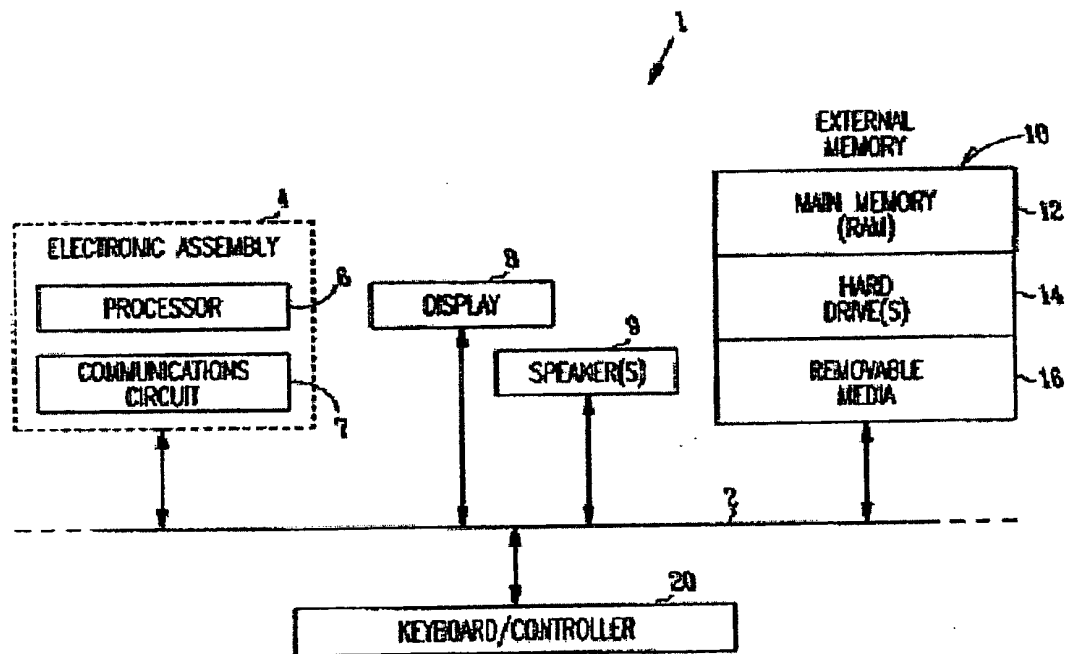 1
EXTERNAL
MEMORY
10
MAIN MEMORY
(RAM)
12
4
ELECTRONIC ASSEMBLY
6
PROCESSOR
8
DISPLAY
HARD
DRIVE(S)
14
9
SPEAKER(S)
COMMUNICATIONS
CIRCUIT
7
REMOVABLE
MEDIA
16
2
20
KEYBOARD/CONTROLLER